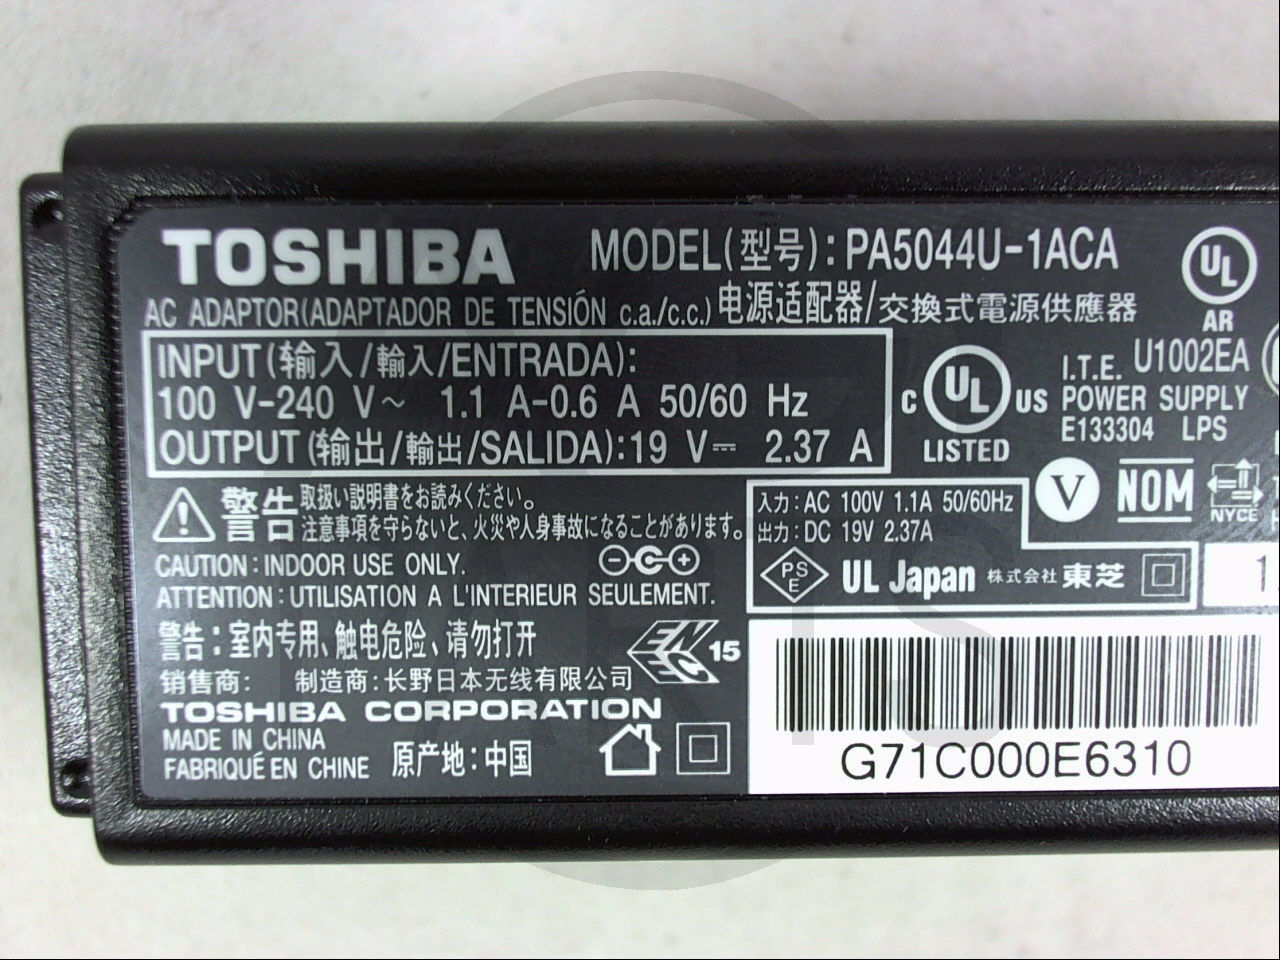 TOSHIBA
MODEL(型号):PA5044U-1ACA
AC ADAPTOR(ADAPTADOR DE TENSIÓN c.a./c.c.)电源适配器/交換式電源供應器
UL
AR
INPUT(输入/輸入/ENTRADA):
100 V-240 V~ 1.1 A-0.6 A 50/60 Hz
OUTPUT(输出/輸出/SALIDA):19 V⎓ 2.37 A
C UL US
LISTED
I.T.E. U1002EA
POWER SUPPLY
E133304 LPS
V NOM NYCE
警告 取扱い説明書をお読みください。
注意事項を守らないと、火災や人身事故になることがあります。
CAUTION:INDOOR USE ONLY.
ATTENTION:UTILISATION A L'INTERIEUR SEULEMENT.
入力:AC 100V 1.1A 50/60Hz
出力:DC 19V 2.37A
PSE UL Japan 株式会社 東芝
1
警告:室内专用、触电危险、请勿打开
销售商: 制造商:长野日本无线有限公司
15
TOSHIBA CORPORATION
MADE IN CHINA
FABRIQUÉ EN CHINE 原产地:中国
G71C000E6310